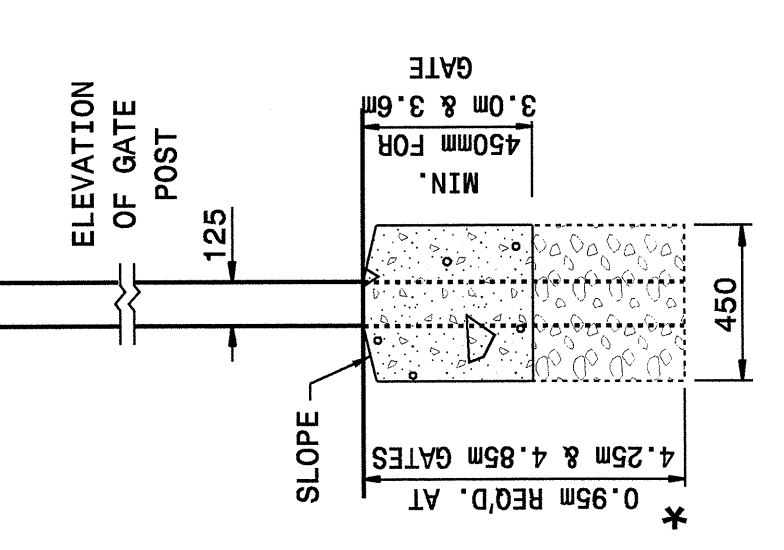 ELEVATION
OF GATE
POST
125
MIN.
450mm FOR
3.0m & 3.6m
GATE
450
SLOPE
0.95m REQ'D. AT
4.25m & 4.85m GATES
*